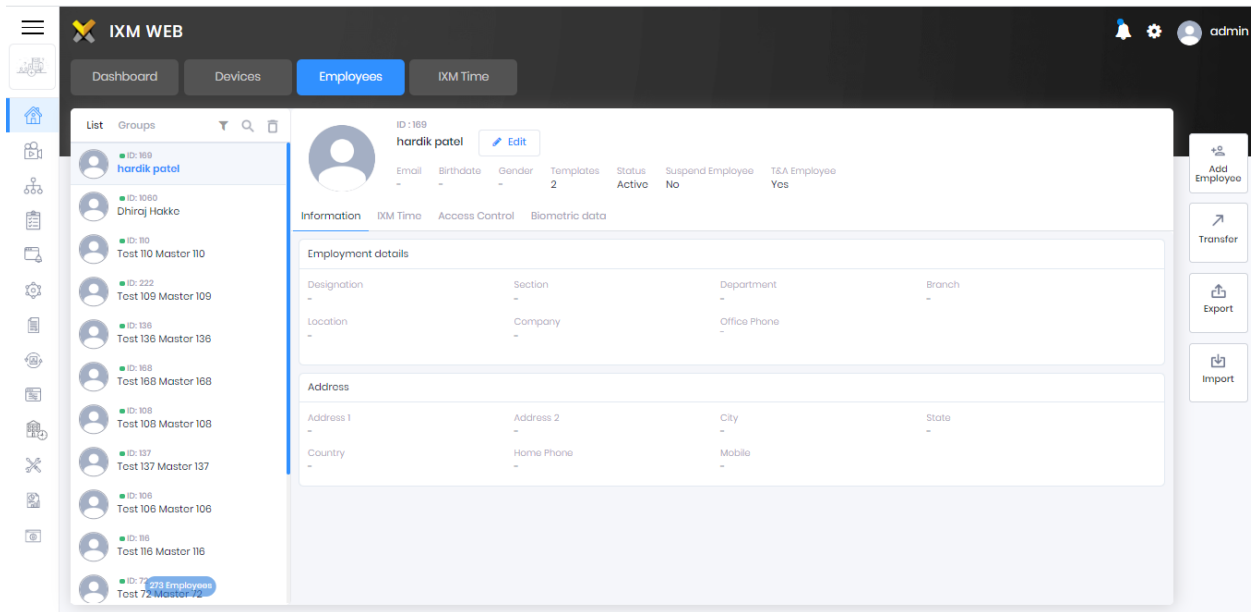 IXM WEB
admin
Dashboard Devices Employees IXM Time
List Groups
ID: 169
hardik patel
ID: 1060
Dhiraj Hakke
ID: 110
Test 110 Master 110
ID: 222
Test 109 Master 109
ID: 136
Test 136 Master 136
ID: 168
Test 168 Master 168
ID: 108
Test 108 Master 108
ID: 137
Test 137 Master 137
ID: 106
Test 106 Master 106
ID: 116
Test 116 Master 116
ID: 72
Test 72 Master 72
273 Employees
ID : 169
hardik patel Edit
Email Birthdate Gender Templates Status Suspend Employee T&A Employee
- - - 2 Active No Yes
Information IXM Time Access Control Biometric data
Employment details
Designation Section Department Branch
- - - -
Location Company Office Phone
- - -
Address
Address 1 Address 2 City State
- - - -
Country Home Phone Mobile
- - -
Add
Employee
Transfer
Export
Import